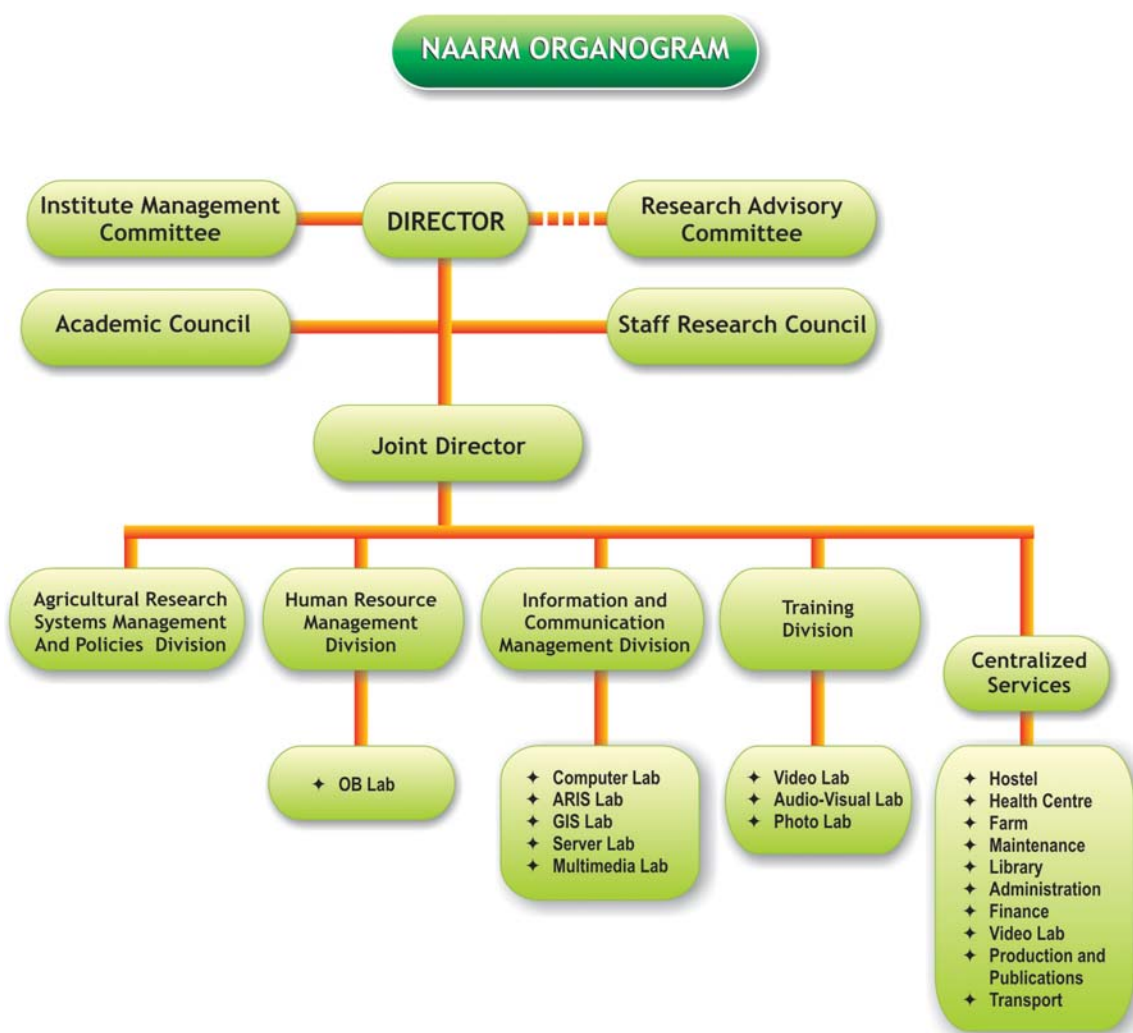 NAARM ORGANOGRAM
Institute Management
Committee
DIRECTOR
Research Advisory
Committee
Academic Council
Staff Research Council
Joint Director
Agricultural Research
Systems Management
And Policies Division
Human Resource
Management
Division
Information and
Communication
Management Division
Training
Division
Centralized
Services
✦ OB Lab
✦ Computer Lab
✦ ARIS Lab
✦ GIS Lab
✦ Server Lab
✦ Multimedia Lab
✦ Video Lab
✦ Audio-Visual Lab
✦ Photo Lab
✦ Hostel
✦ Health Centre
✦ Farm
✦ Maintenance
✦ Library
✦ Administration
✦ Finance
✦ Video Lab
✦ Production and
Publications
✦ Transport